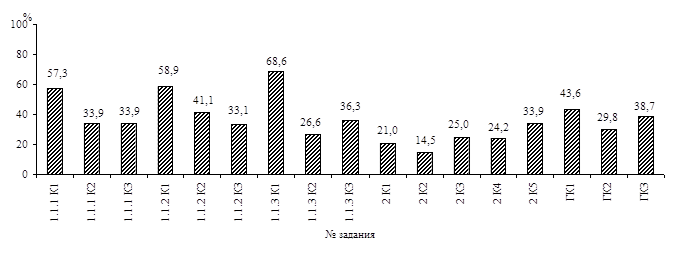 %
100
80
60
40
20
0
57,3
33,9
33,9
58,9
41,1
33,1
68,6
26,6
36,3
21,0
14,5
25,0
24,2
33,9
43,6
29,8
38,7
1.1.1 К1
1.1.1 К2
1.1.1 К3
1.1.2 К1
1.1.2 К2
1.1.2 К3
1.1.3 К1
1.1.3 К2
1.1.3 К3
2 К1
2 К2
2 К3
2 К4
2 К5
ГК1
ГК2
ГК3
№ задания